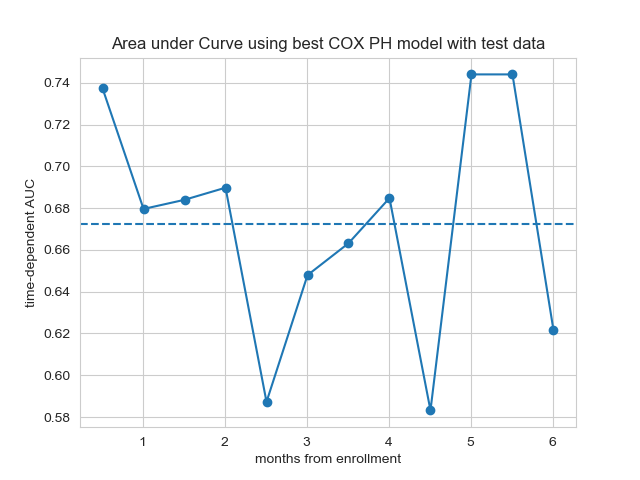 Area under Curve using best COX PH model with test data
time-dependent AUC
0.74
0.72
0.70
0.68
0.66
0.64
0.62
0.60
0.58
1 2 3 4 5 6
months from enrollment